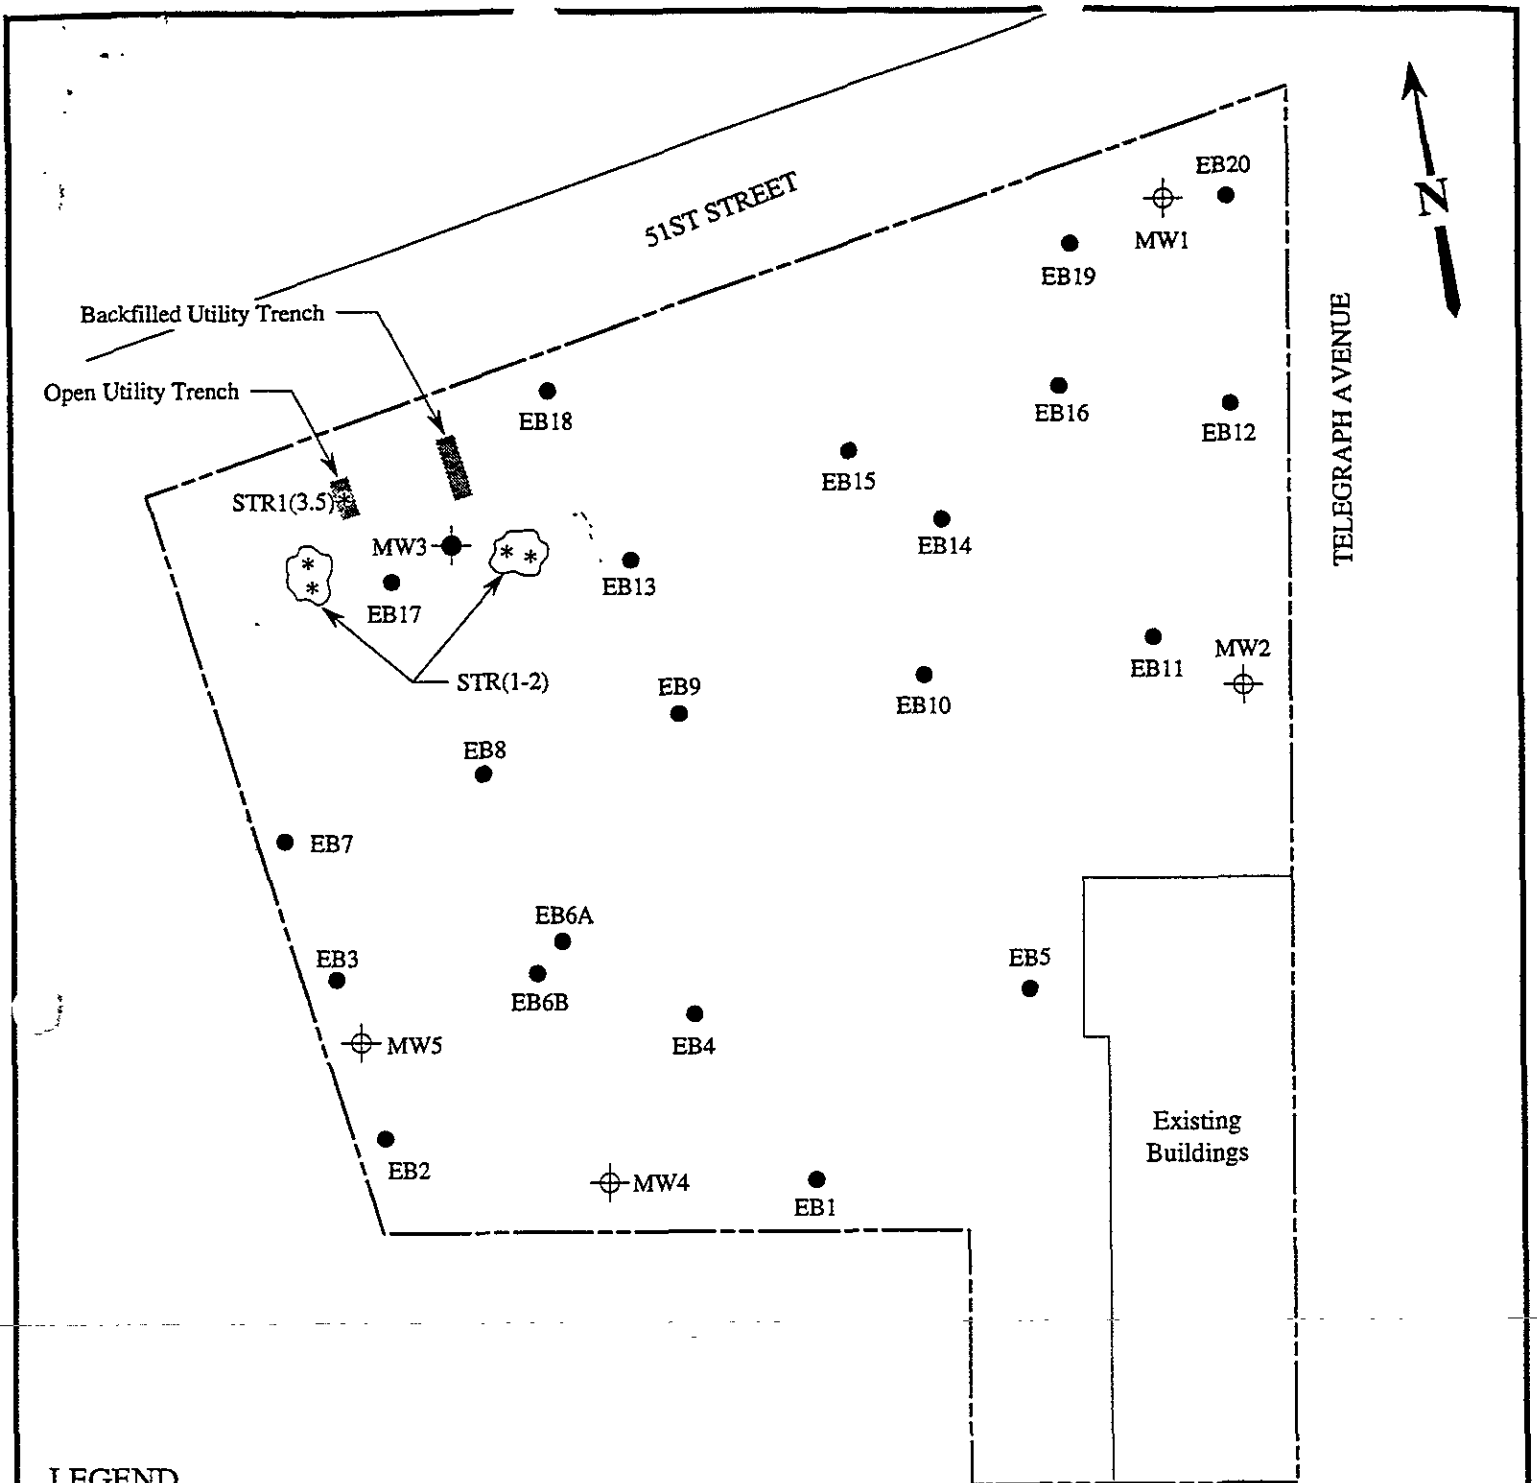 51ST STREET
N
EB20
MW1
EB19
TELEGRAPH AVENUE
Backfilled Utility Trench
Open Utility Trench
EB18
EB16
EB12
EB15
STR1(3.5)*
EB14
MW3
* *
*
*
EB13
EB17
EB11
MW2
STR(1-2)
EB9
EB10
EB8
EB7
EB6A
EB3
EB6B
EB5
MW5
EB4
Existing
Buildings
EB2
MW4
EB1
LEGEND